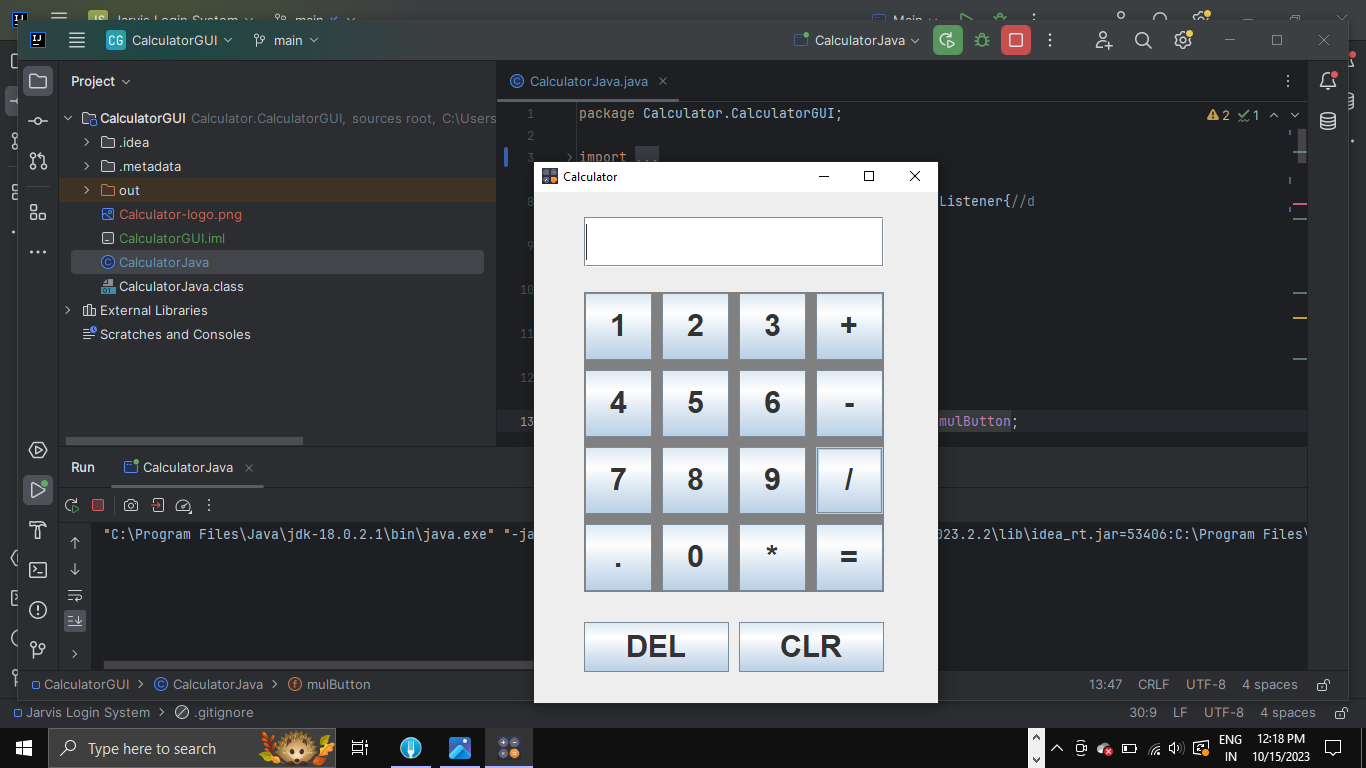 Jarvis Login System
main
Main
CG CalculatorGUI
main
CalculatorJava
Project
CalculatorGUI Calculator.CalculatorGUI, sources root, C:\Users
.idea
.metadata
out
Calculator-logo.png
CalculatorGUI.iml
CalculatorJava
CalculatorJava.class
External Libraries
Scratches and Consoles
CalculatorJava.java
2 1
1 package Calculator.CalculatorGUI;
2
3 import ...
8 Listener{//d
9
10
11
12
13 mulButton;
Calculator
1 2 3 +
4 5 6 -
7 8 9 /
. 0 * =
DEL CLR
Run CalculatorJava
"C:\Program Files\Java\jdk-18.0.2.1\bin\java.exe" "-ja 023.2.2\lib\idea_rt.jar=53406:C:\Program Files\
CalculatorGUI > CalculatorJava > mulButton
13:47 CRLF UTF-8 4 spaces
Jarvis Login System > .gitignore
30:9 LF UTF-8 4 spaces
Type here to search
ENG
IN
12:18 PM
10/15/2023